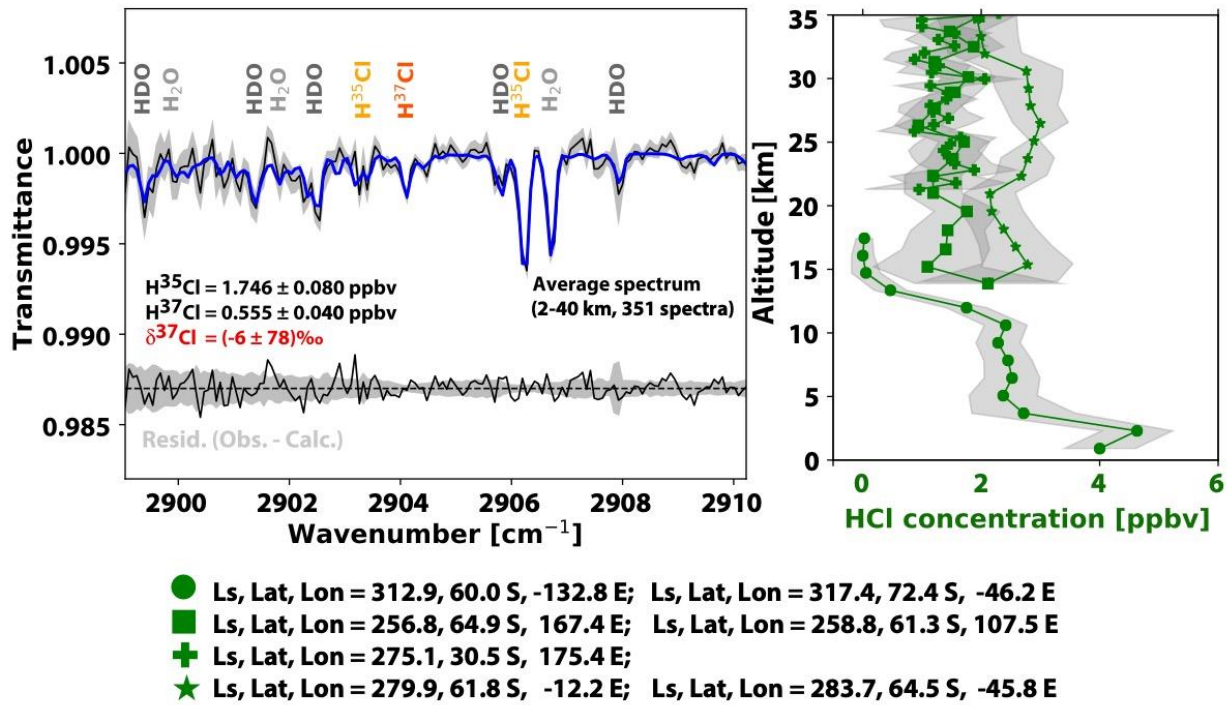 1.005
1.000
0.995
0.990
0.985
Transmittance
HDO
H₂O
HDO
H₂O
HDO
H³⁵Cl
H³⁷Cl
HDO
H³⁵Cl
H₂O
HDO
H³⁵Cl = 1.746 ± 0.080 ppbv
H³⁷Cl = 0.555 ± 0.040 ppbv
δ³⁷Cl = (-6 ± 78)‰
Average spectrum
(2-40 km, 351 spectra)
Resid. (Obs. - Calc.)
2900 2902 2904 2906 2908 2910
Wavenumber [cm⁻¹]
35
30
25
20
15
10
5
0
Altitude [km]
0 2 4 6
HCl concentration [ppbv]
Ls, Lat, Lon = 312.9, 60.0 S, -132.8 E; Ls, Lat, Lon = 317.4, 72.4 S, -46.2 E
Ls, Lat, Lon = 256.8, 64.9 S, 167.4 E; Ls, Lat, Lon = 258.8, 61.3 S, 107.5 E
Ls, Lat, Lon = 275.1, 30.5 S, 175.4 E;
Ls, Lat, Lon = 279.9, 61.8 S, -12.2 E; Ls, Lat, Lon = 283.7, 64.5 S, -45.8 E